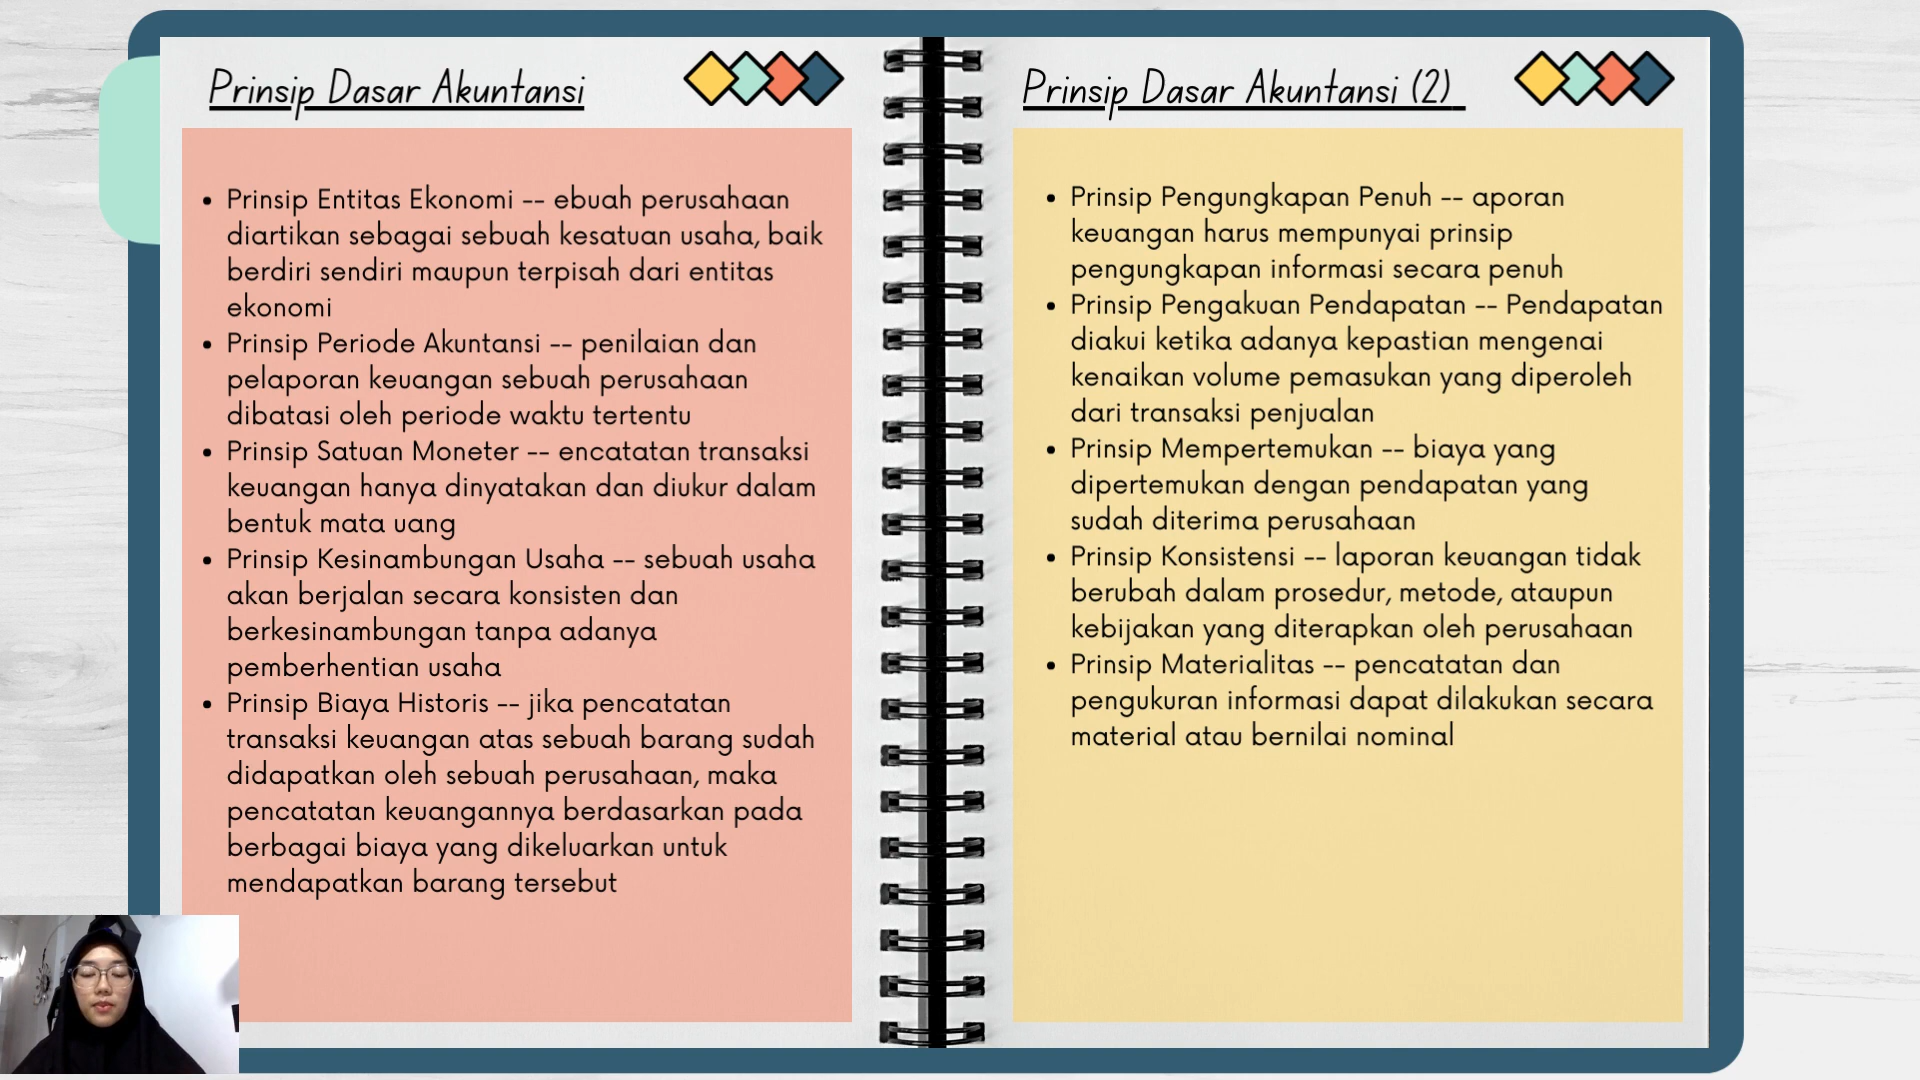 Prinsip Dasar Akuntansi
• Prinsip Entitas Ekonomi -- ebuah perusahaan
diartikan sebagai sebuah kesatuan usaha, baik
berdiri sendiri maupun terpisah dari entitas
ekonomi
• Prinsip Periode Akuntansi -- penilaian dan
pelaporan keuangan sebuah perusahaan
dibatasi oleh periode waktu tertentu
• Prinsip Satuan Moneter -- encatatan transaksi
keuangan hanya dinyatakan dan diukur dalam
bentuk mata uang
• Prinsip Kesinambungan Usaha -- sebuah usaha
akan berjalan secara konsisten dan
berkesinambungan tanpa adanya
pemberhentian usaha
• Prinsip Biaya Historis -- jika pencatatan
transaksi keuangan atas sebuah barang sudah
didapatkan oleh sebuah perusahaan, maka
pencatatan keuangannya berdasarkan pada
berbagai biaya yang dikeluarkan untuk
mendapatkan barang tersebut
Prinsip Dasar Akuntansi (2)
• Prinsip Pengungkapan Penuh -- aporan
keuangan harus mempunyai prinsip
pengungkapan informasi secara penuh
• Prinsip Pengakuan Pendapatan -- Pendapatan
diakui ketika adanya kepastian mengenai
kenaikan volume pemasukan yang diperoleh
dari transaksi penjualan
• Prinsip Mempertemukan -- biaya yang
dipertemukan dengan pendapatan yang
sudah diterima perusahaan
• Prinsip Konsistensi -- laporan keuangan tidak
berubah dalam prosedur, metode, ataupun
kebijakan yang diterapkan oleh perusahaan
• Prinsip Materialitas -- pencatatan dan
pengukuran informasi dapat dilakukan secara
material atau bernilai nominal